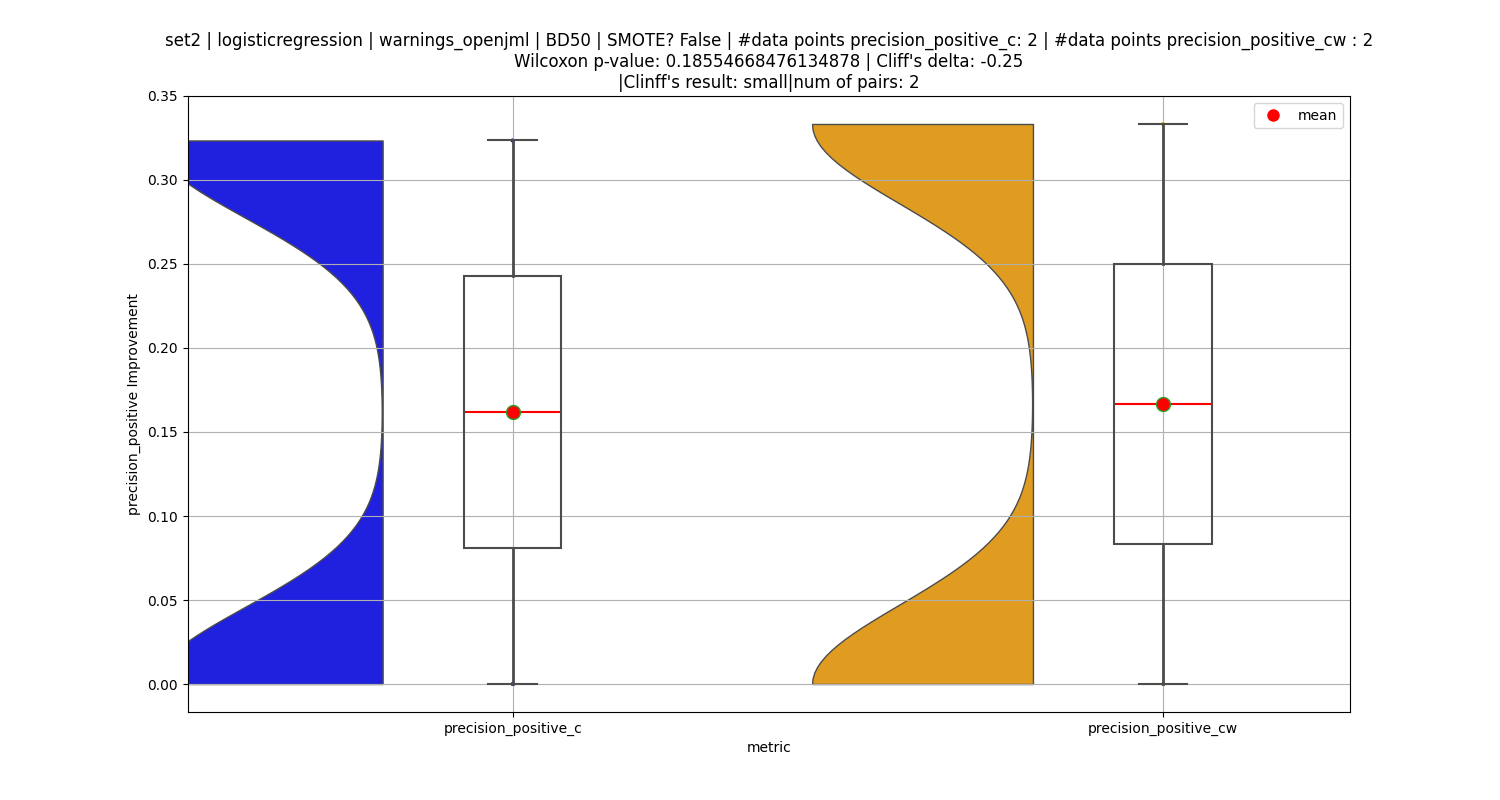 set2 | logisticregression | warnings_openjml | BD50 | SMOTE? False | #data points precision_positive_c: 2 | #data points precision_positive_cw : 2
Wilcoxon p-value: 0.18554668476134878 | Cliff's delta: -0.25
|Clinff's result: small|num of pairs: 2
mean
0.35
0.30
0.25
0.20
0.15
0.10
0.05
0.00
precision_positive Improvement
precision_positive_c
precision_positive_cw
metric